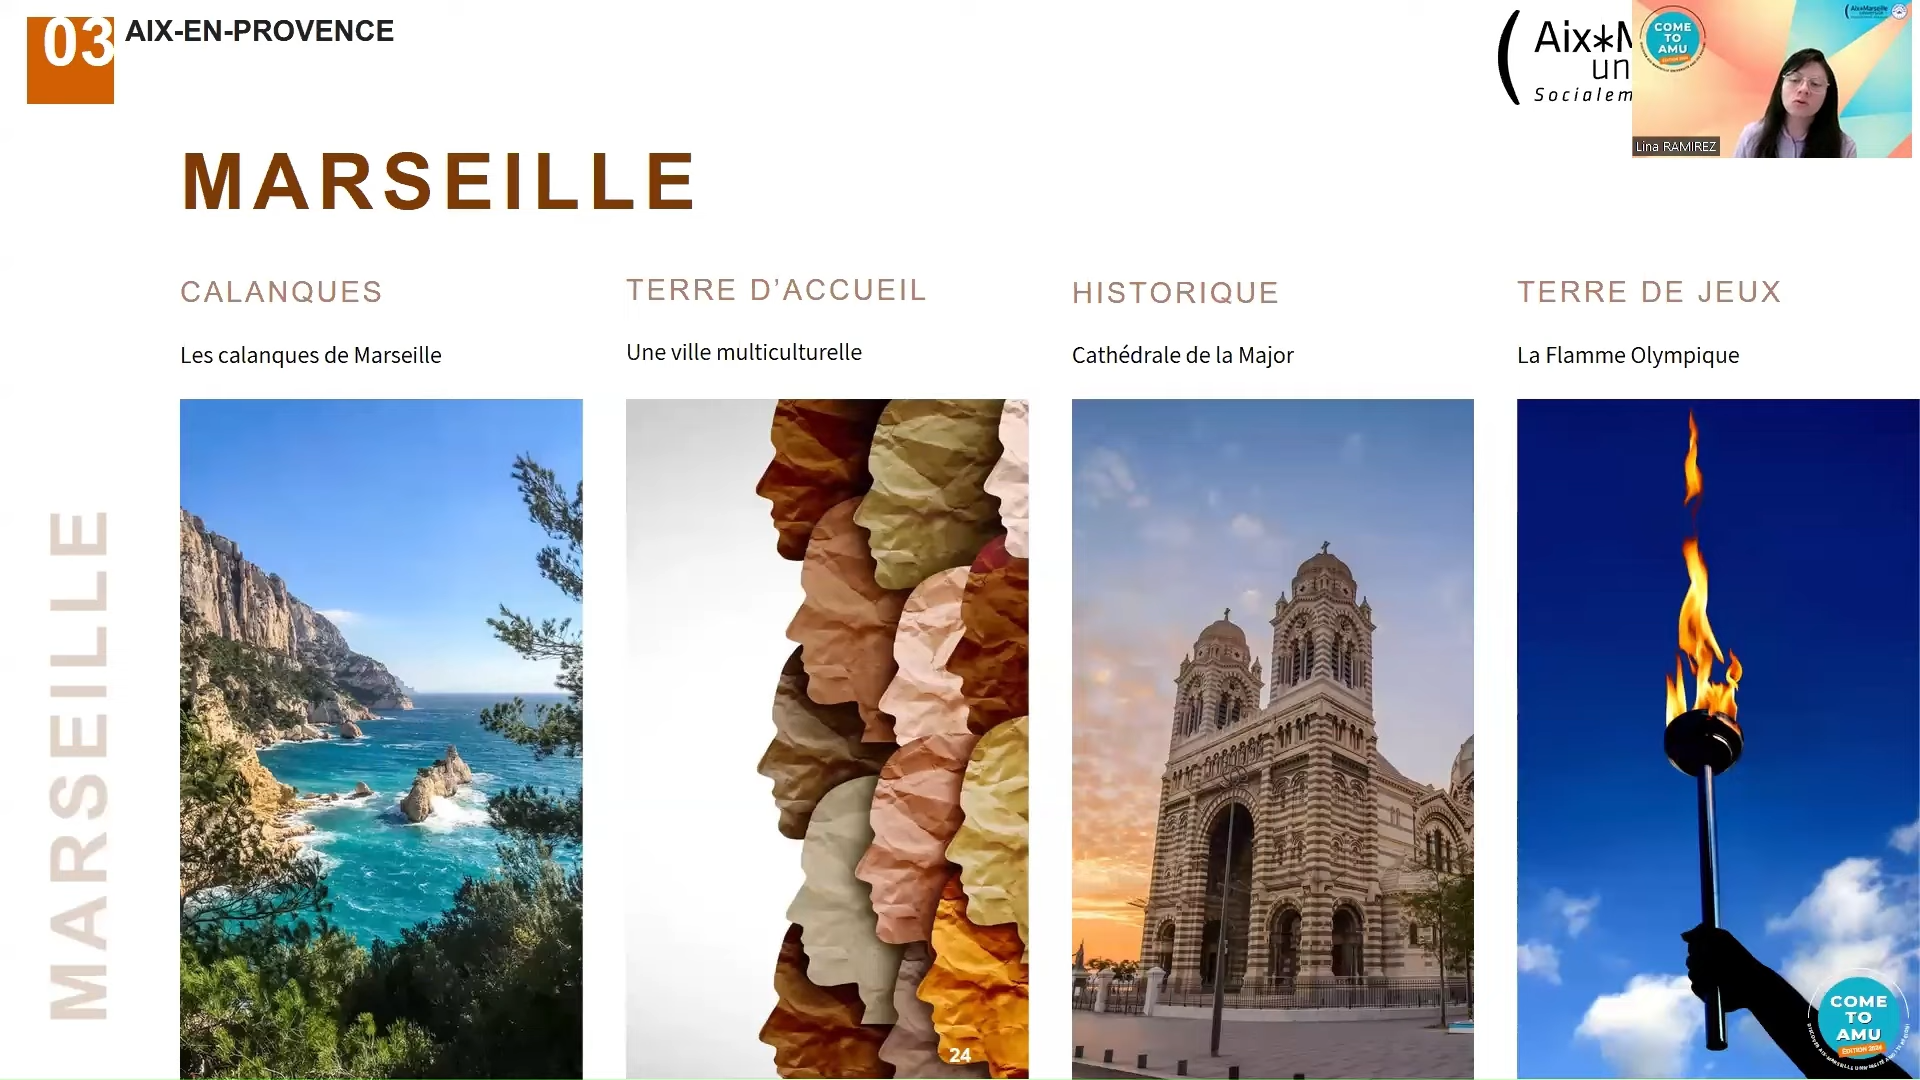 03
AIX-EN-PROVENCE
Aix*M
un
Socialem
COME
TO
AMU
Lina RAMIREZ
MARSEILLE
CALANQUES
Les calanques de Marseille
TERRE D’ACCUEIL
Une ville multiculturelle
HISTORIQUE
Cathédrale de la Major
TERRE DE JEUX
La Flamme Olympique
MARSEILLE
24
COME
TO
AMU
ÉDITION 2024